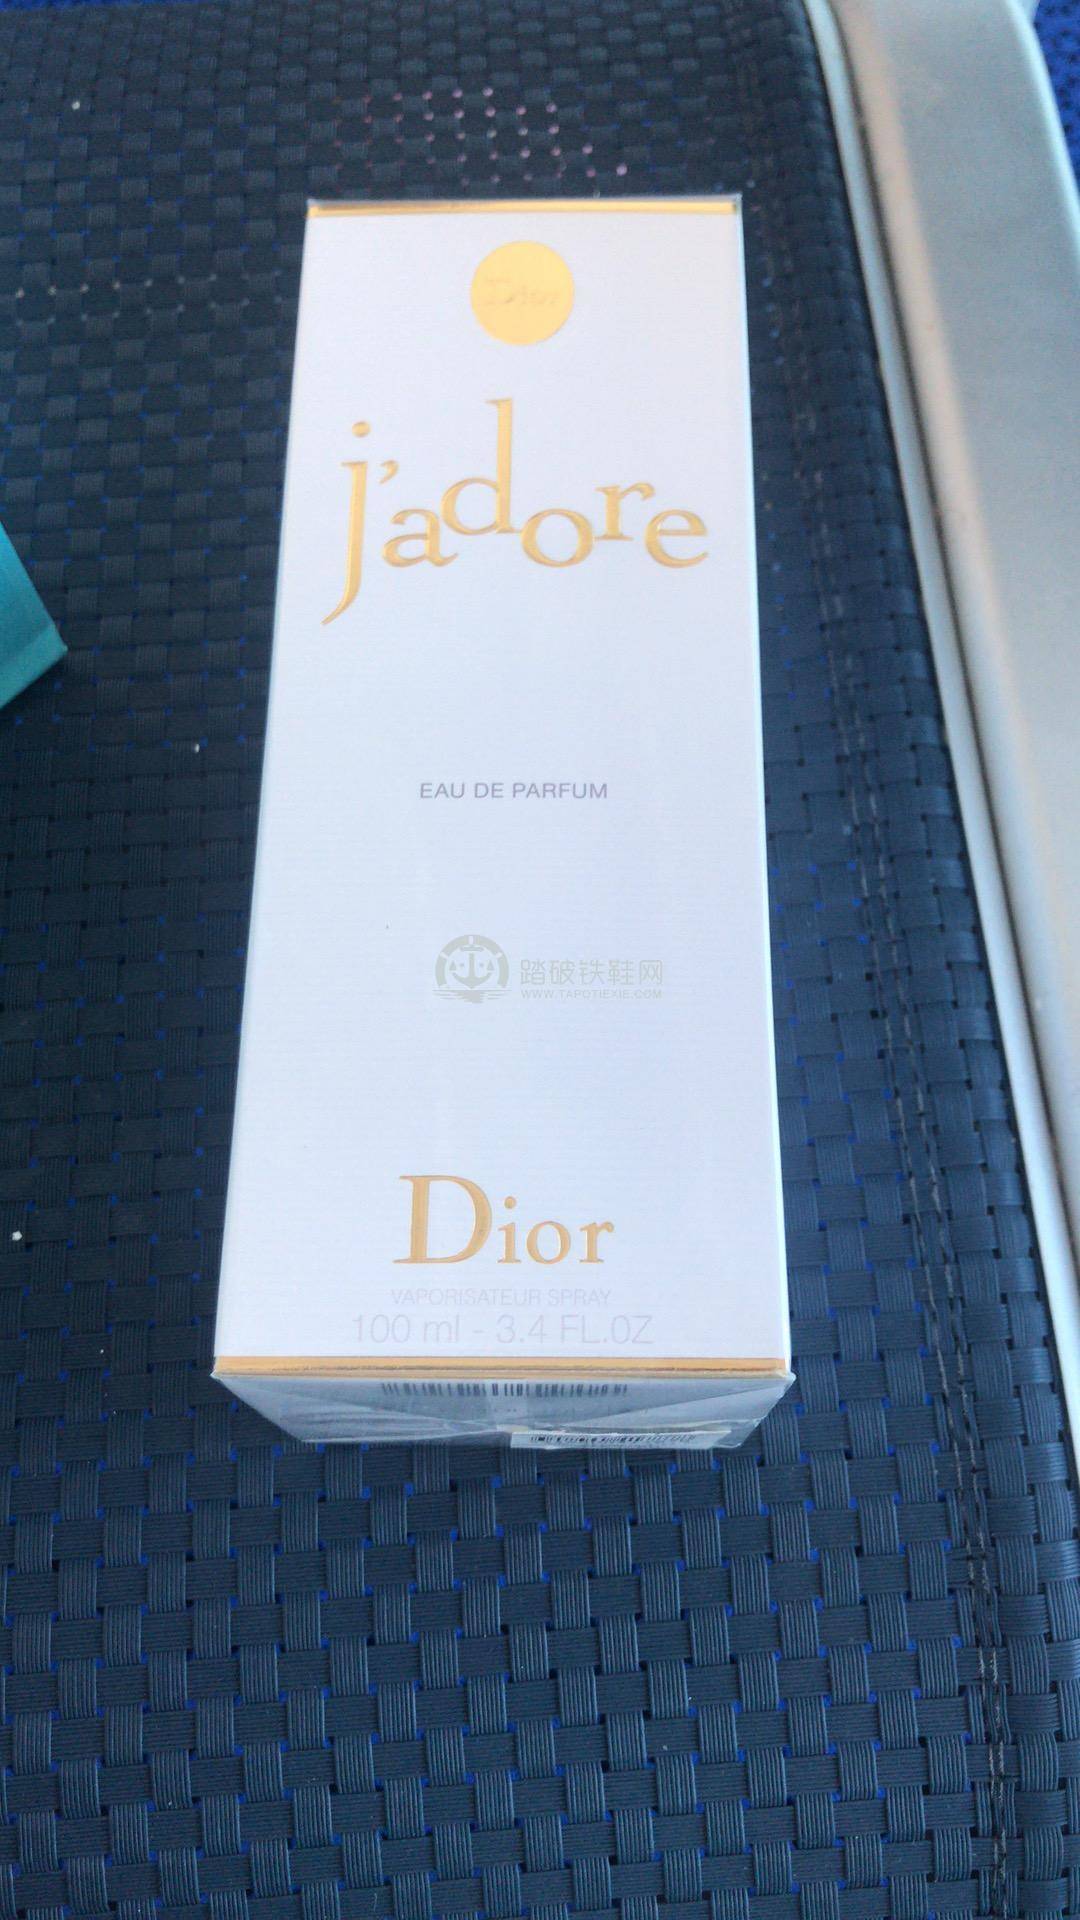 Dior
j'adore
EAU DE PARFUM
踏破铁鞋网
WWW.TAPOTIEXIE.COM
Dior
VAPORISATEUR SPRAY
100 ml - 3.4 FL.OZ